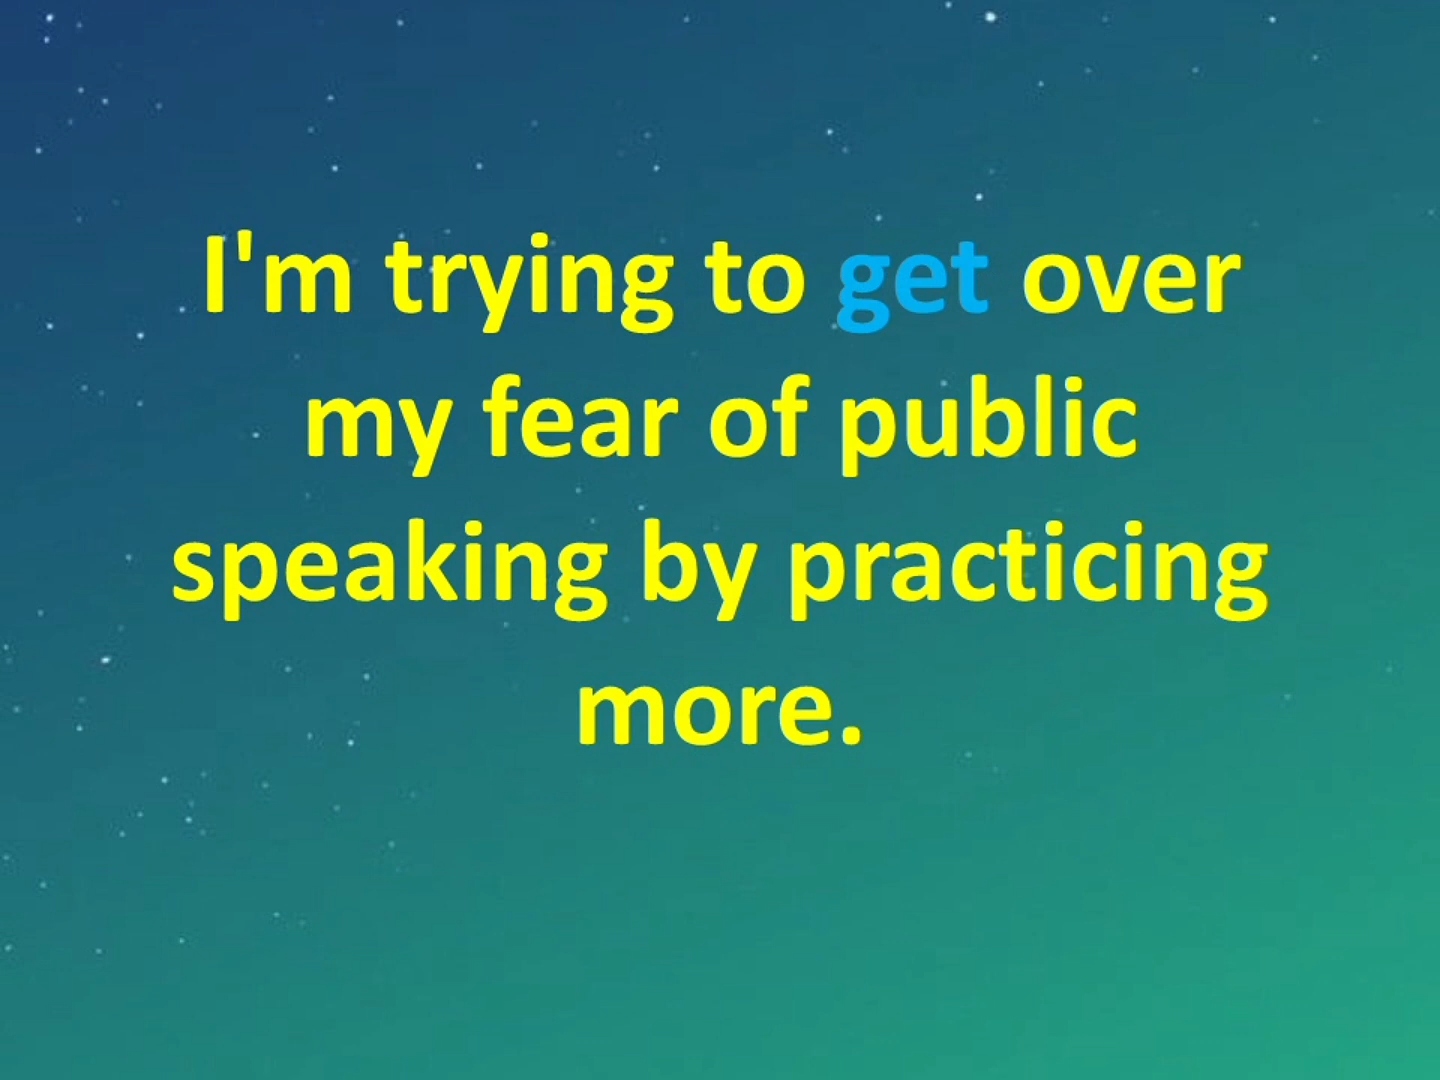 I'm trying to get over
my fear of public
speaking by practicing
more.